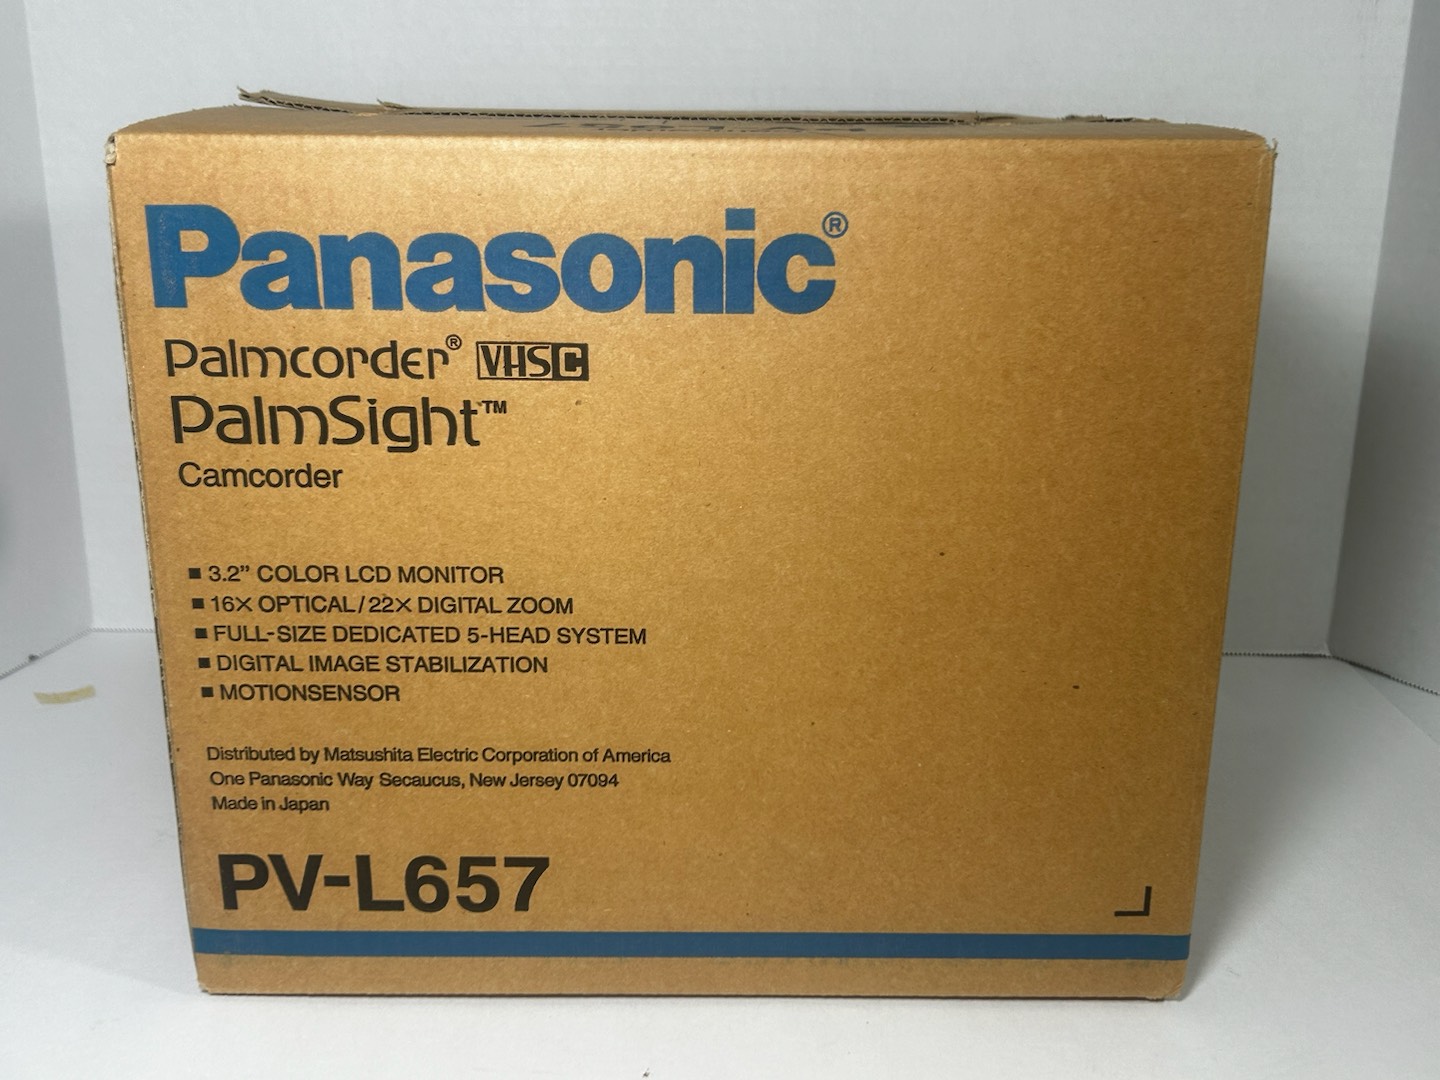 Panasonic®
Palmcorder® VHSC
PalmSight™
Camcorder
■ 3.2” COLOR LCD MONITOR
■ 16X OPTICAL/22X DIGITAL ZOOM
■ FULL-SIZE DEDICATED 5-HEAD SYSTEM
■ DIGITAL IMAGE STABILIZATION
■ MOTIONSENSOR
Distributed by Matsushita Electric Corporation of America
One Panasonic Way Secaucus, New Jersey 07094
Made in Japan
PV-L657